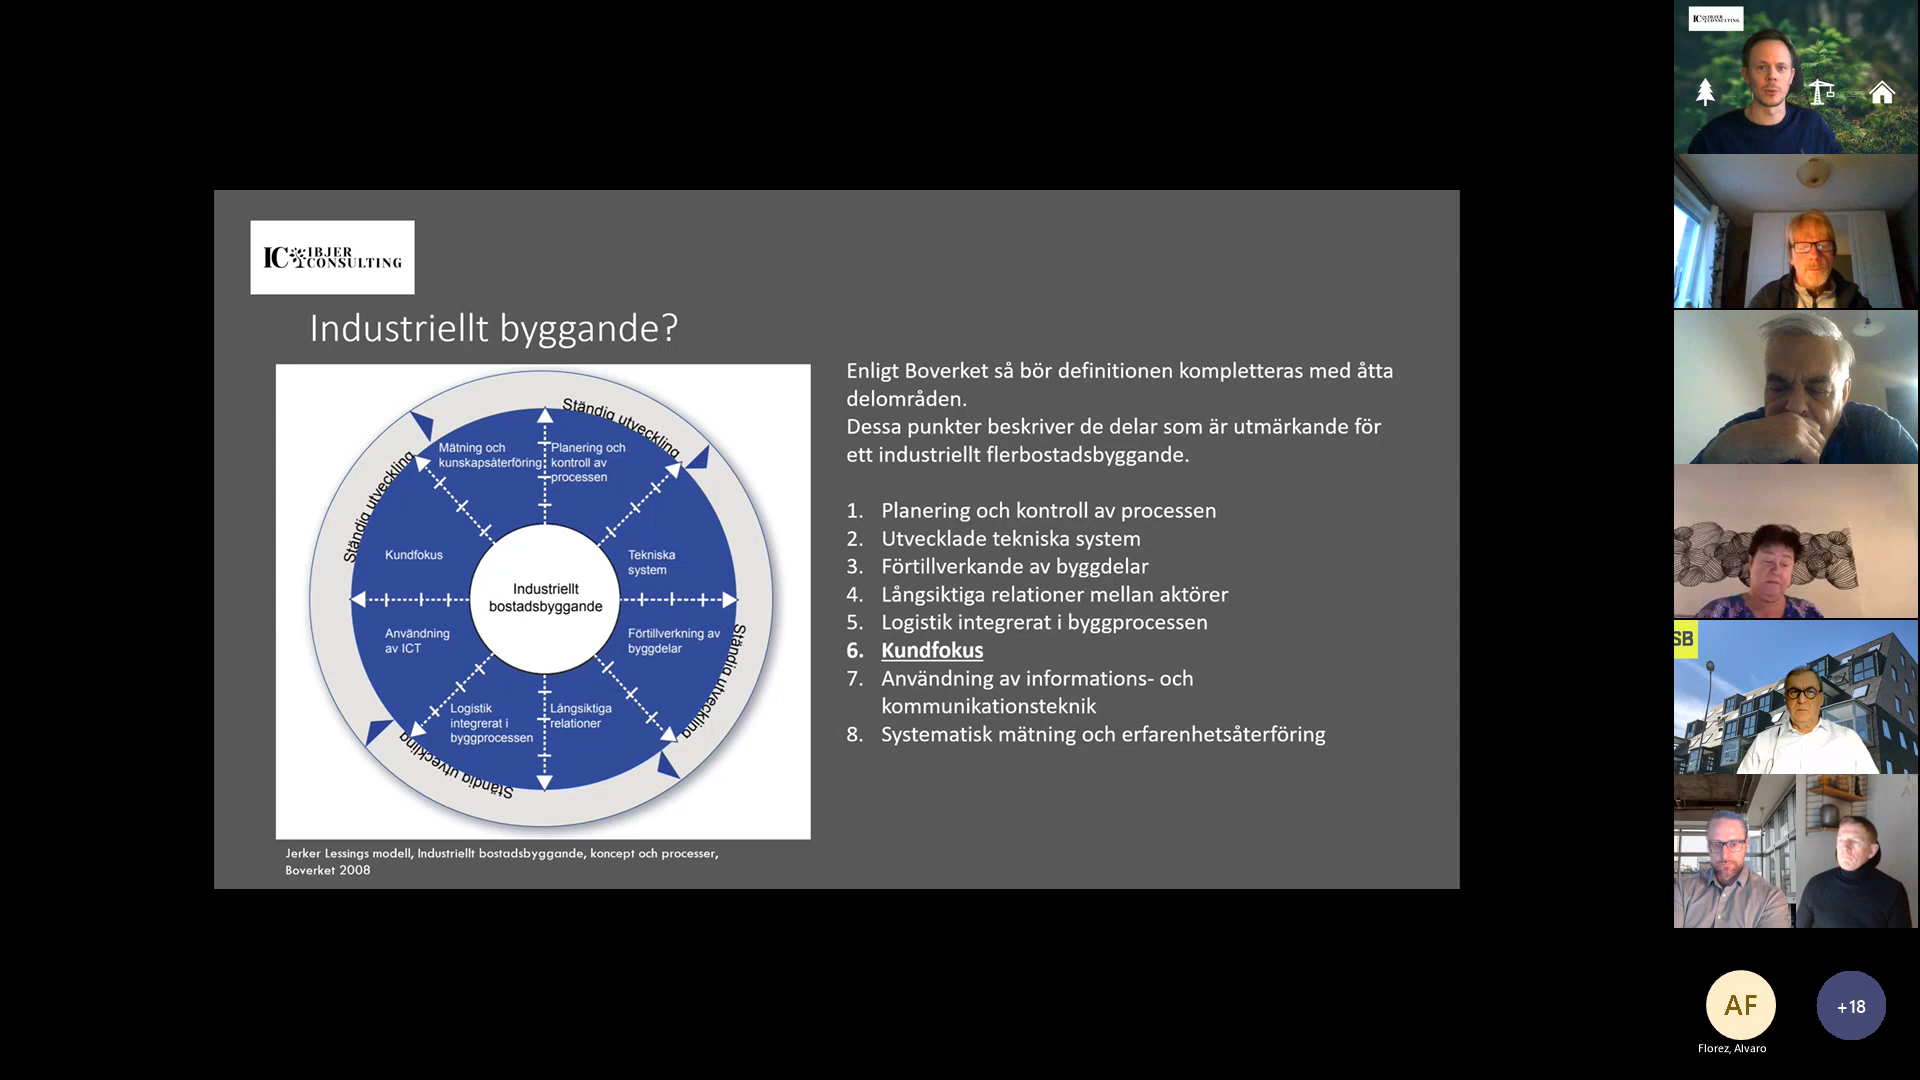 IC IBJER
CONSULTING
Industriellt byggande?
Ständig utveckling
Ständig utveckling
Mätning och
kunskapsåterföring
Planering och
kontroll av
processen
Kundfokus
Tekniska
system
Industriellt
bostadsbyggande
Användning
av ICT
Förtillverkning av
byggdelar
Logistik
integrerat i
byggprocessen
Långsiktiga
relationer
Ständig utveckling
Ständig utveckling
Jerker Lessings modell, Industriellt bostadsbyggande, koncept och processer,
Boverket 2008
Enligt Boverket så bör definitionen kompletteras med åtta
delområden.
Dessa punkter beskriver de delar som är utmärkande för
ett industriellt flerbostadsbyggande.
1. Planering och kontroll av processen
2. Utvecklade tekniska system
3. Förtillverkande av byggdelar
4. Långsiktiga relationer mellan aktörer
5. Logistik integrerat i byggprocessen
6. Kundfokus
7. Användning av informations- och
kommunikationsteknik
8. Systematisk mätning och erfarenhetsåterföring
IC IBJER
CONSULTING
SB
AF
+18
Florez, Alvaro